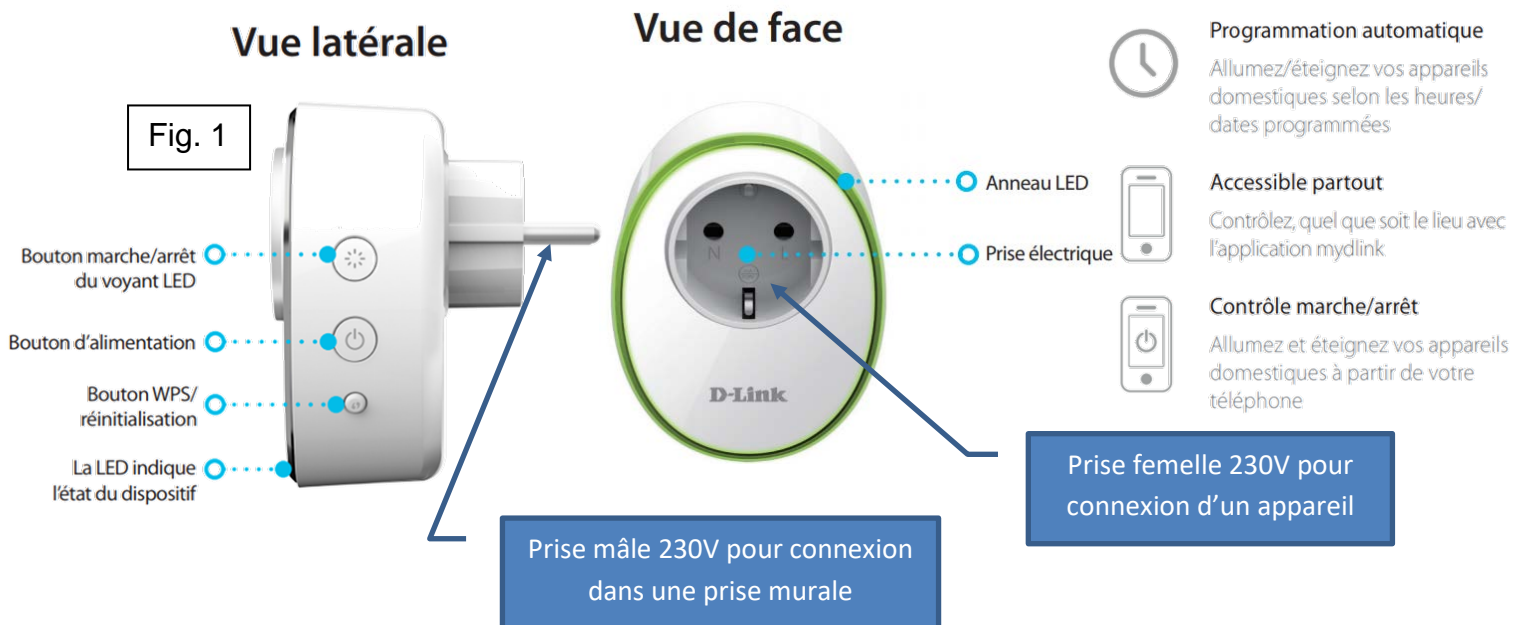 Vue latérale
Vue de face
Fig. 1
Bouton marche/arrêt
du voyant LED
Bouton d'alimentation
Bouton WPS/
réinitialisation
La LED indique
l'état du dispositif
N
D-Link
Anneau LED
Prise électrique
Programmation automatique
Allumez/éteignez vos appareils
domestiques selon les heures/
dates programmées
Accessible partout
Contrôlez, quel que soit le lieu avec
l'application mydlink
Contrôle marche/arrêt
Allumez et éteignez vos appareils
domestiques à partir de votre
téléphone
Prise femelle 230V pour
connexion d'un appareil
Prise mâle 230V pour connexion
dans une prise murale